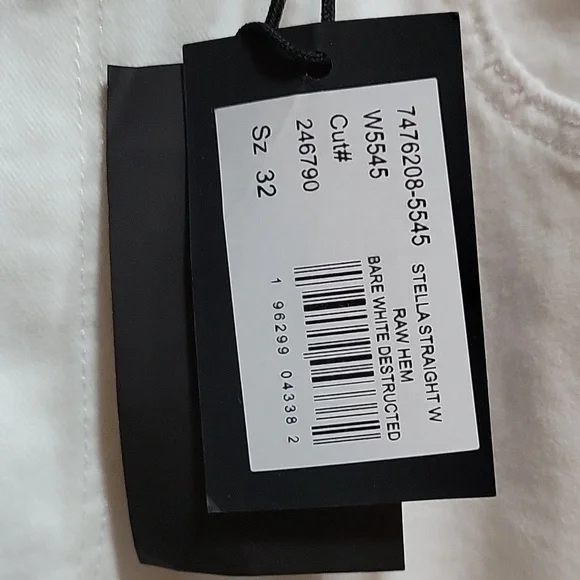 7476208-5545 STELLA STRAIGHT W
RAW HEM
W5545 BARE WHITE DESTRUCTED
Cut#
246790
Sz 32
1 96299 04338 2